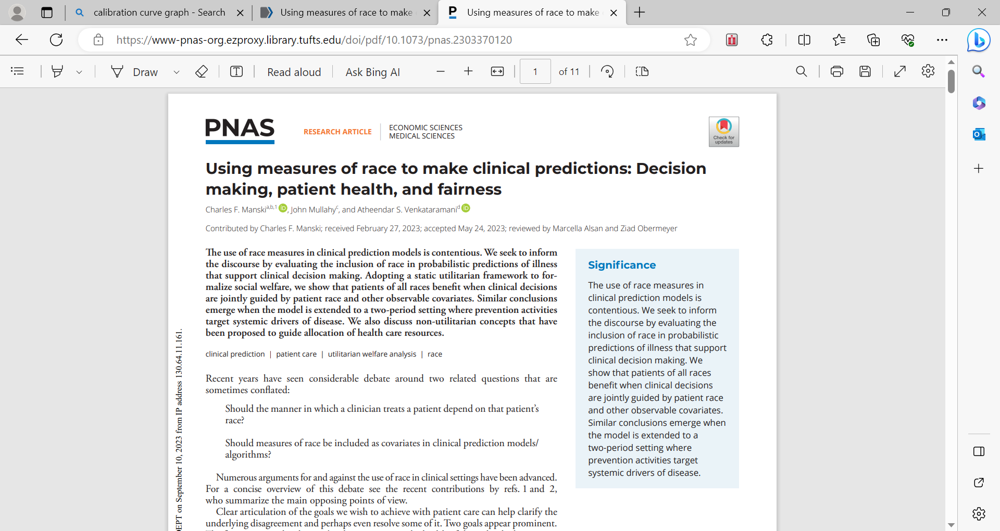 calibration curve graph - Search
Using measures of race to make
Using measures of race to make
https://www-pnas-org.ezproxy.library.tufts.edu/doi/pdf/10.1073/pnas.2303370120
Draw
Read aloud
Ask Bing AI
1
of 11
PNAS
RESEARCH ARTICLE
ECONOMIC SCIENCES
MEDICAL SCIENCES
Check for
updates
Using measures of race to make clinical predictions: Decision
making, patient health, and fairness
Charles F. Manskia,b,1 iD, John Mullahyc, and Atheendar S. Venkataramanid iD
Contributed by Charles F. Manski; received February 27, 2023; accepted May 24, 2023; reviewed by Marcella Alsan and Ziad Obermeyer
The use of race measures in clinical prediction models is contentious. We seek to inform
the discourse by evaluating the inclusion of race in probabilistic predictions of illness
that support clinical decision making. Adopting a static utilitarian framework to for-
malize social welfare, we show that patients of all races benefit when clinical decisions
are jointly guided by patient race and other observable covariates. Similar conclusions
emerge when the model is extended to a two-period setting where prevention activities
target systemic drivers of disease. We also discuss non-utilitarian concepts that have
been proposed to guide allocation of health care resources.
clinical prediction | patient care | utilitarian welfare analysis | race
Recent years have seen considerable debate around two related questions that are
sometimes conflated:
Should the manner in which a clinician treats a patient depend on that patient's
race?
Should measures of race be included as covariates in clinical prediction models/
algorithms?
Numerous arguments for and against the use of race in clinical settings have been advanced.
For a concise overview of this debate see the recent contributions by refs. 1 and 2,
who summarize the main opposing points of view.
Clear articulation of the goals we wish to achieve with patient care can help clarify the
underlying disagreement and perhaps even resolve some of it. Two goals appear prominent.
Significance
The use of race measures in
clinical prediction models is
contentious. We seek to inform
the discourse by evaluating the
inclusion of race in probabilistic
predictions of illness that support
clinical decision making. We
show that patients of all races
benefit when clinical decisions
are jointly guided by patient race
and other observable covariates.
Similar conclusions emerge when
the model is extended to a
two-period setting where
prevention activities target
systemic drivers of disease.
DEPT on September 10, 2023 from IP address 130.64.11.161.